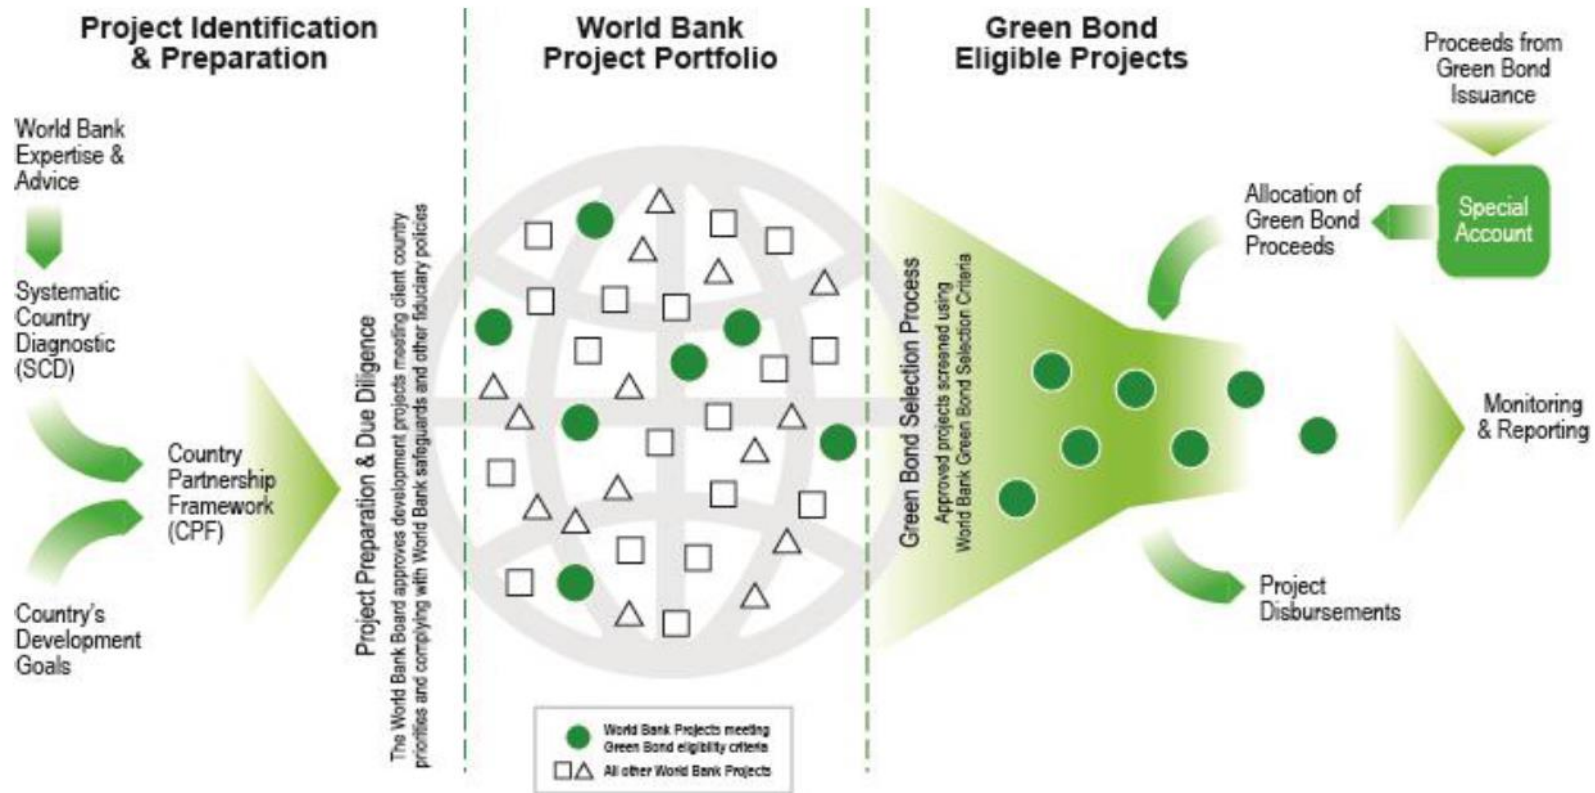 Project Identification
& Preparation
World Bank
Expertise &
Advice
Systematic
Country
Diagnostic
(SCD)
Country
Partnership
Framework
(CPF)
Country's
Development
Goals
Project Preparation & Due Diligence
The World Board approves development projects meeting client country
priorities and complying with World Bank safeguards and other fiduciary policies
World Bank
Project Portfolio
World Bank Projects meeting
Green Bond eligibility criteria
All other World Bank Projects
Green Bond
Eligible Projects
Green Bond Selection Process
Approved projects screened using
World Bank Green Bond Selection Criteria
Proceeds from
Green Bond
Issuance
Special
Account
Allocation of
Green Bond
Proceeds
Monitoring
& Reporting
Project
Disbursements